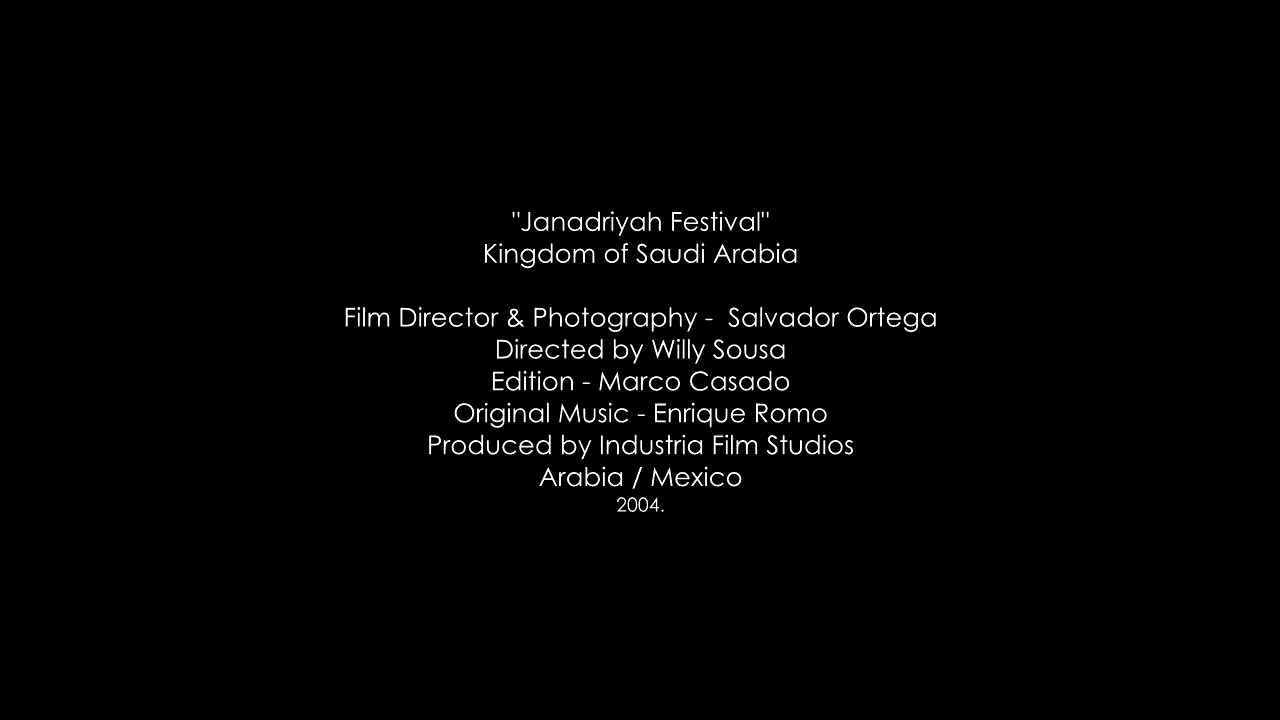 "Janadriyah Festival"
Kingdom of Saudi Arabia
Film Director & Photography -  Salvador Ortega
Directed by Willy Sousa
Edition - Marco Casado
Original Music - Enrique Romo
Produced by Industria Film Studios
Arabia / Mexico
2004.